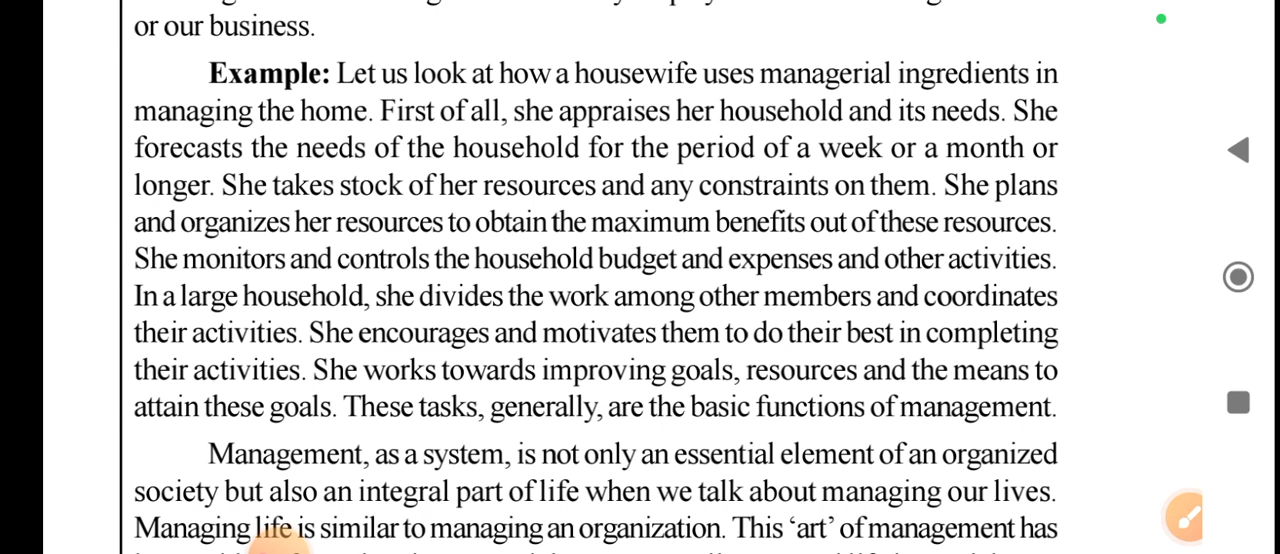 or our business.
Example: Let us look at how a housewife uses managerial ingredients in
managing the home. First of all, she appraises her household and its needs. She
forecasts the needs of the household for the period of a week or a month or
longer. She takes stock of her resources and any constraints on them. She plans
and organizes her resources to obtain the maximum benefits out of these resources.
She monitors and controls the household budget and expenses and other activities.
In a large household, she divides the work among other members and coordinates
their activities. She encourages and motivates them to do their best in completing
their activities. She works towards improving goals, resources and the means to
attain these goals. These tasks, generally, are the basic functions of management.
Management, as a system, is not only an essential element of an organized
society but also an integral part of life when we talk about managing our lives.
Managing life is similar to managing an organization. This ‘art’ of management has